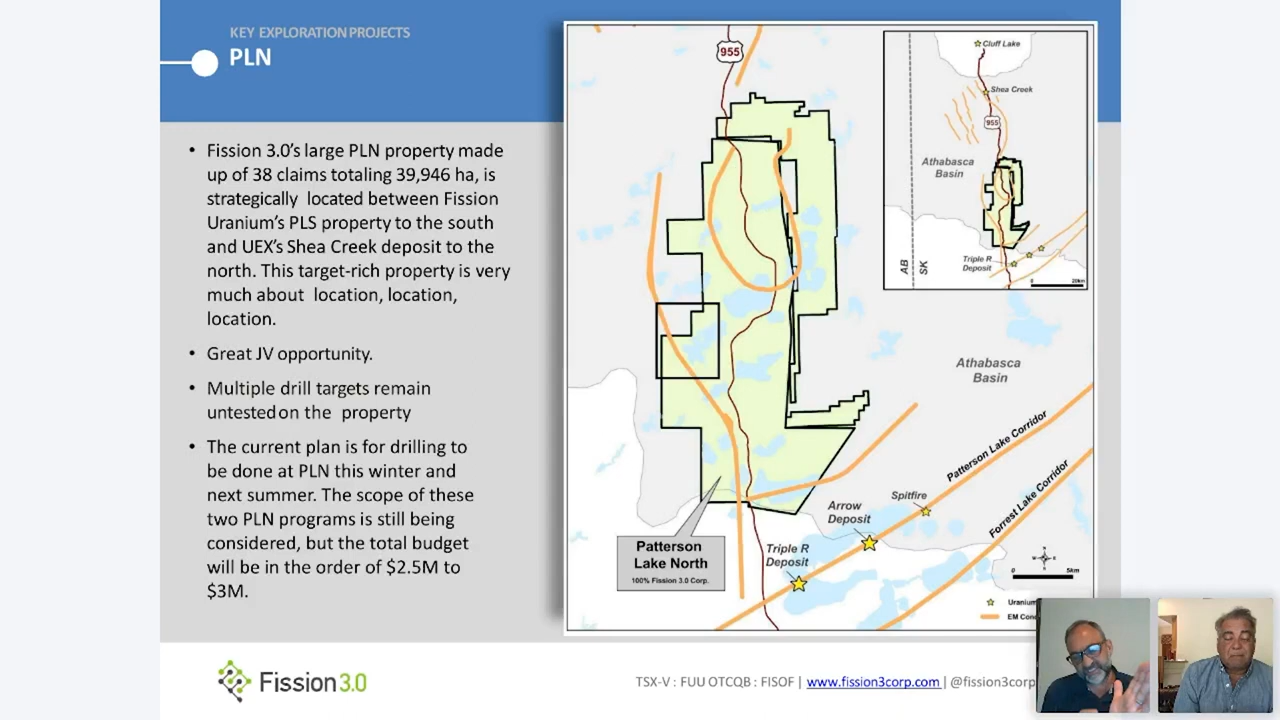 KEY EXPLORATION PROJECTS
PLN
• Fission 3.0's large PLN property made
up of 38 claims totaling 39,946 ha, is
strategically located between Fission
Uranium's PLS property to the south
and UEX's Shea Creek deposit to the
north. This target-rich property is very
much about location, location,
location.
• Great JV opportunity.
• Multiple drill targets remain
untested on the property
• The current plan is for drilling to
be done at PLN this winter and
next summer. The scope of these
two PLN programs is still being
considered, but the total budget
will be in the order of $2.5M to
$3M.
955
Cluff Lake
Shea Creek
955
Athabasca
Basin
AB
SK
Triple R
Deposit
0 20km
Athabasca
Basin
Patterson Lake Corridor
Forrest Lake Corridor
Spitfire
Arrow
Deposit
Triple R
Deposit
Patterson
Lake North
100% Fission 3.0 Corp.
0 5km
Uranium
EM Con
Fission 3.0
TSX-V : FUU OTCQB : FISOF | www.fission3corp.com | @fission3corp